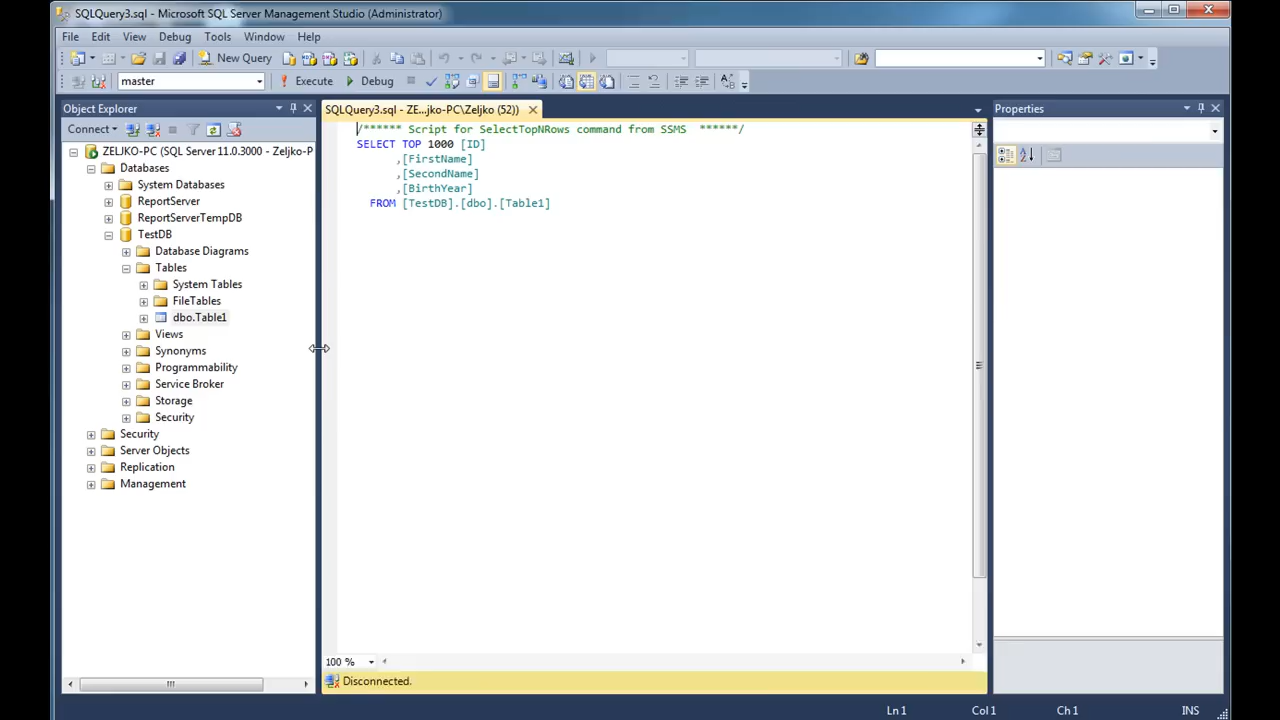 SQLQuery3.sql - Microsoft SQL Server Management Studio (Administrator)
File Edit View Debug Tools Window Help
New Query
master Execute Debug
Object Explorer
Connect
ZELJKO-PC (SQL Server 11.0.3000 - Zeljko-P
Databases
System Databases
ReportServer
ReportServerTempDB
TestDB
Database Diagrams
Tables
System Tables
FileTables
dbo.Table1
Views
Synonyms
Programmability
Service Broker
Storage
Security
Security
Server Objects
Replication
Management
SQLQuery3.sql - ZE...jko-PC\Zeljko (52))
/****** Script for SelectTopNRows command from SSMS  ******/
SELECT TOP 1000 [ID]
,[FirstName]
,[SecondName]
,[BirthYear]
FROM [TestDB].[dbo].[Table1]
100 %
Disconnected.
Properties
Ln 1 Col 1 Ch 1 INS